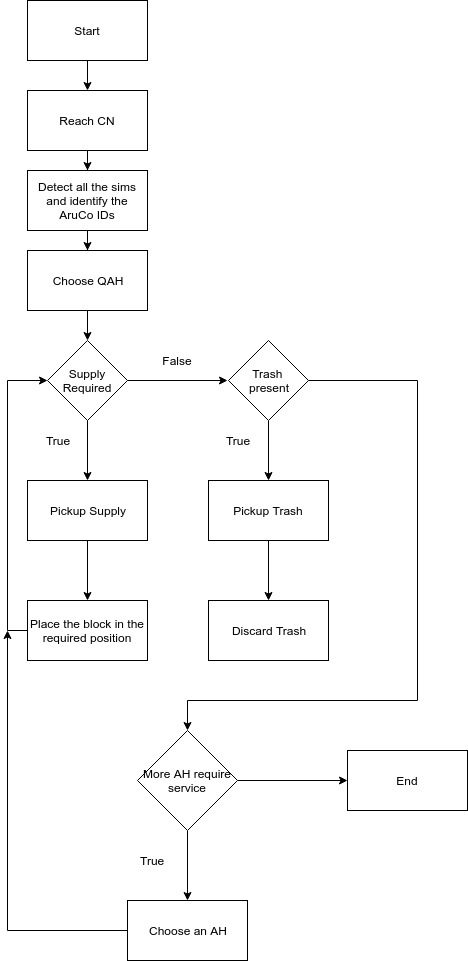 Start
Reach CN
Detect all the sims
and identify the
AruCo IDs
Choose QAH
False
Supply
Required
Trash
present
True
True
Pickup Supply
Pickup Trash
Place the block in the
required position
Discard Trash
More AH require
service
End
True
Choose an AH